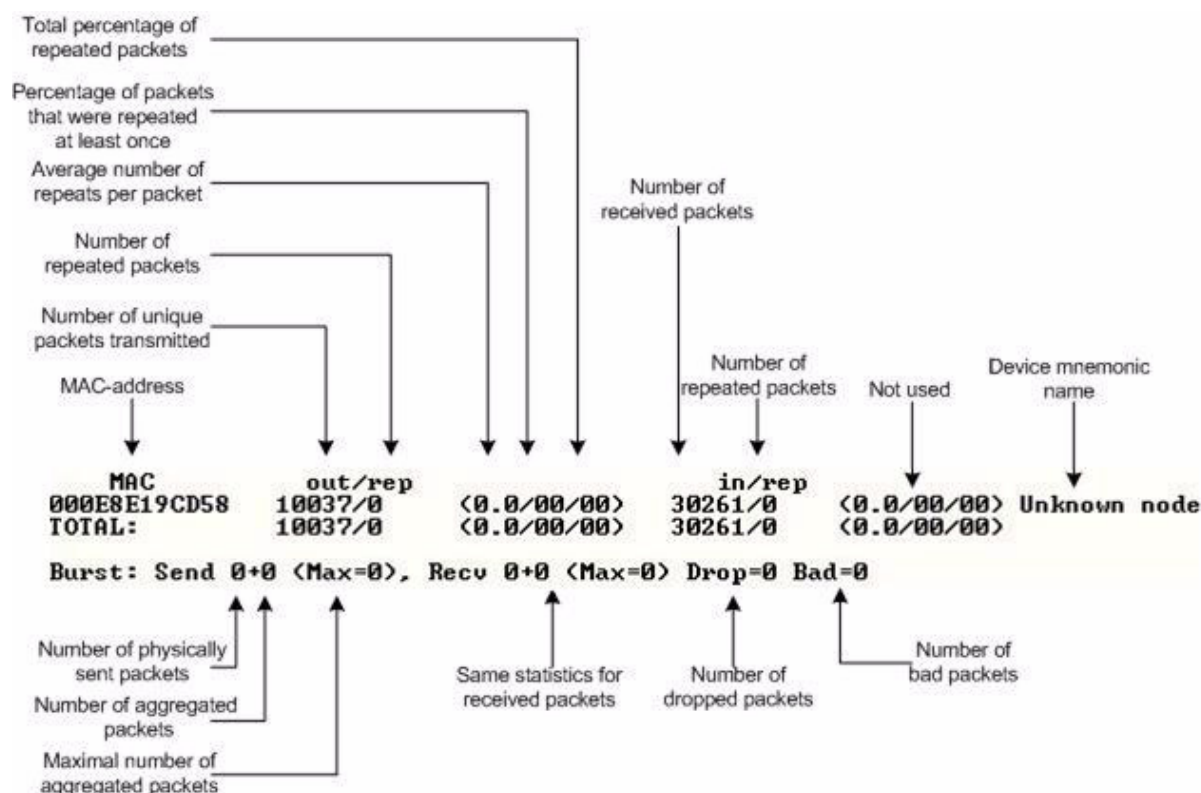 Total percentage of
repeated packets
Percentage of packets
that were repeated
at least once
Average number of
repeats per packet
Number of
repeated packets
Number of unique
packets transmitted
MAC-address
Number of
received packets
Number of
repeated packets
Not used
Device mnemonic
name
MAC out/rep in/rep
000E8E19CD58 10037/0 (0.0/00/00) 30261/0 (0.0/00/00) Unknown node
TOTAL: 10037/0 (0.0/00/00) 30261/0 (0.0/00/00)
Burst: Send 0+0 (Max=0), Recv 0+0 (Max=0) Drop=0 Bad=0
Number of physically
sent packets
Number of aggregated
packets
Maximal number of
aggregated packets
Same statistics for
received packets
Number of
dropped packets
Number of
bad packets